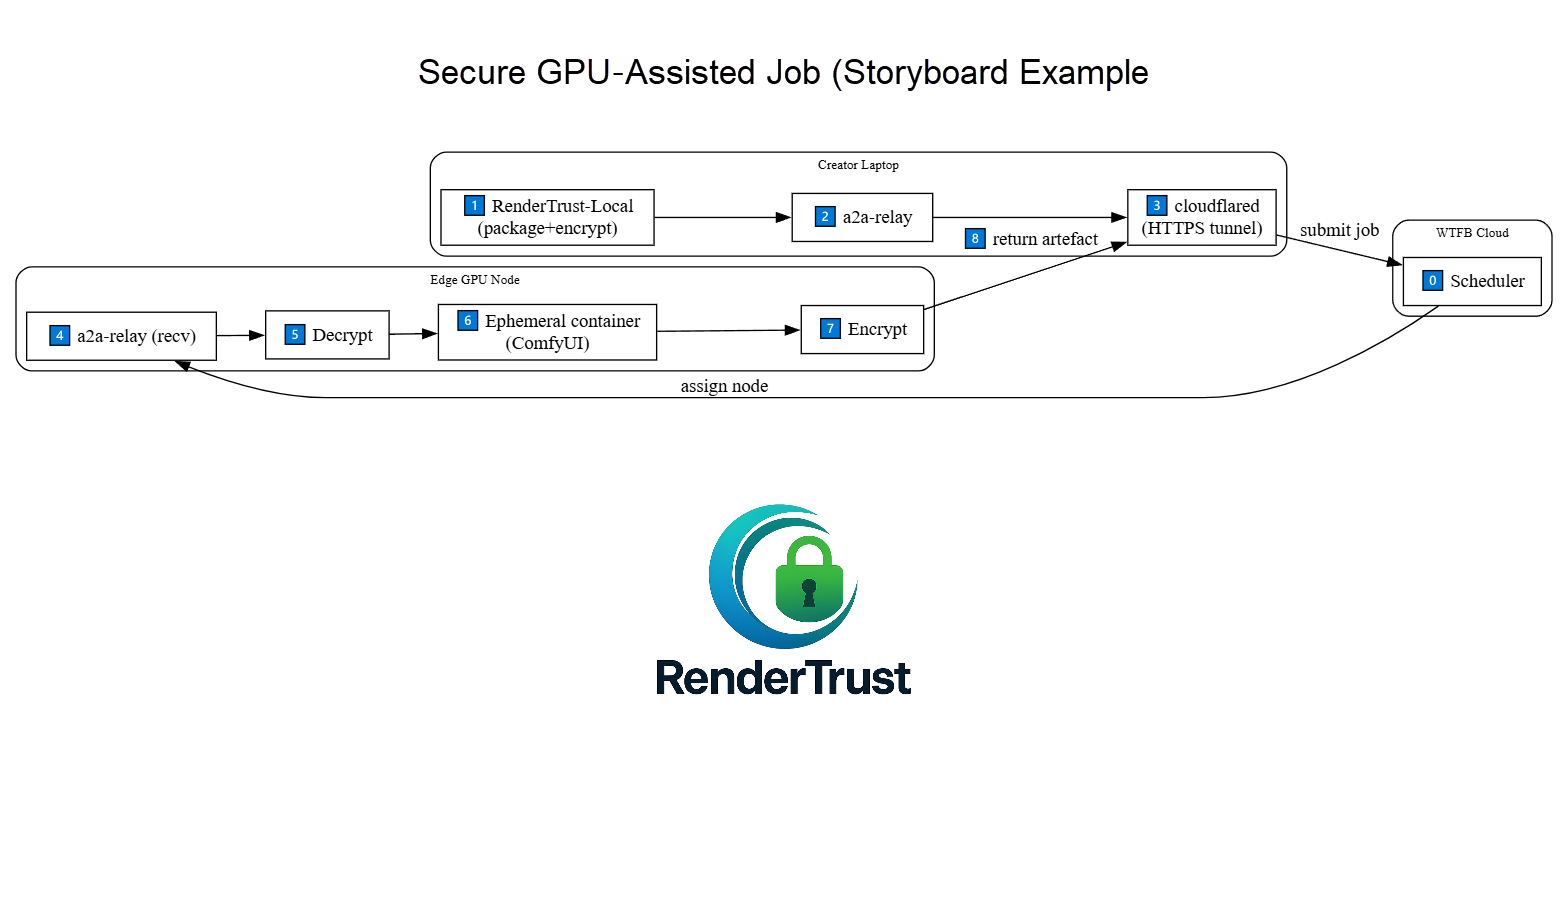 Secure GPU-Assisted Job (Storyboard Example
Creator Laptop
1 RenderTrust-Local
(package+encrypt)
2 a2a-relay
3 cloudflared
(HTTPS tunnel)
8 return artefact
submit job
WTFB Cloud
0 Scheduler
Edge GPU Node
4 a2a-relay (recv)
5 Decrypt
6 Ephemeral container
(ComfyUI)
7 Encrypt
assign node
RenderTrust